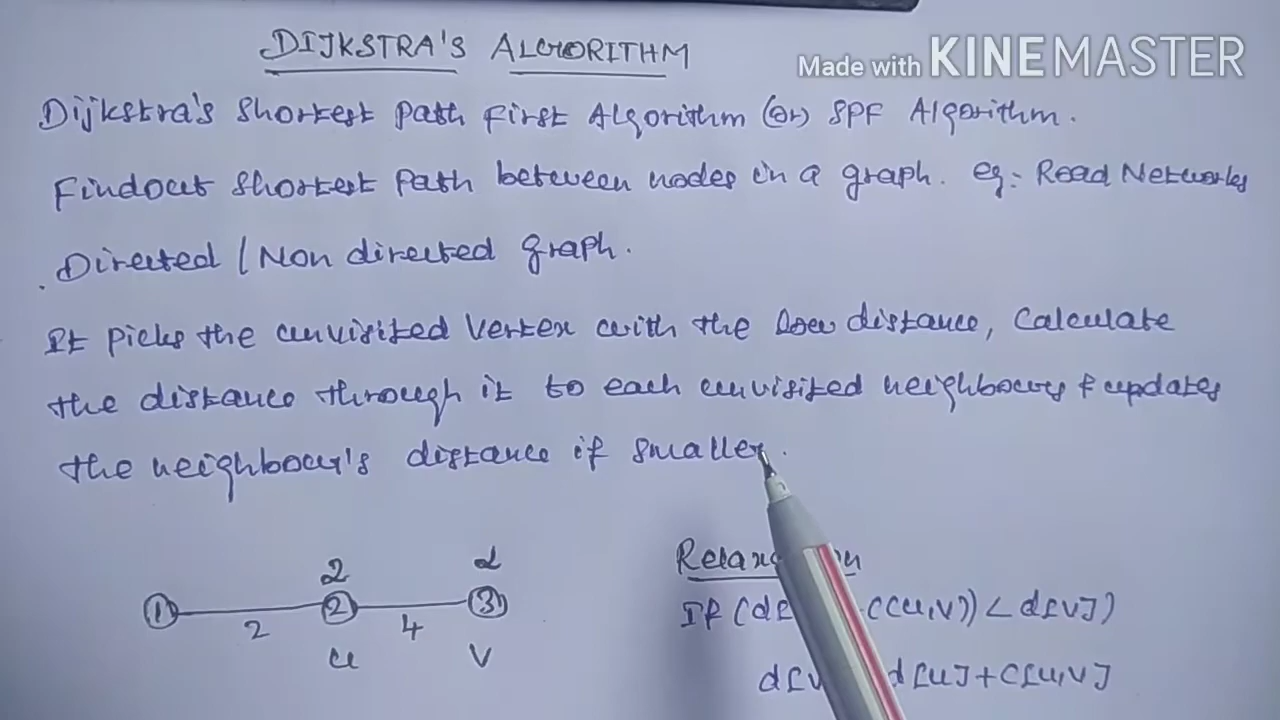 DIJKSTRA'S ALGORITHM
Made with KINEMASTER
Dijkstra's Shortest Path First Algorithm (or) SPF Algorithm.
Findout Shortest Path between nodes in a graph. eg: Road Networks
. Directed / Non directed graph.
It picks the unvisited vertex with the low distance, Calculate
the distance through it to each unvisited neighbours & updates
the neighbour's distance if smaller.
2 α
1 2 3
2 4
u v
If (d[ C(u,v)) < d[v])
d[v d[u] + C[u,v]